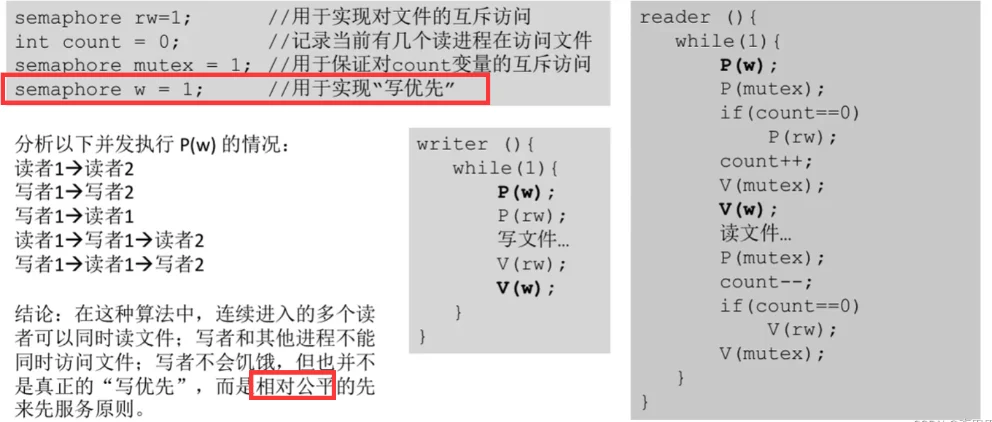 semaphore rw=1; //用于实现对文件的互斥访问
int count = 0; //记录当前有几个读进程在访问文件
semaphore mutex = 1; //用于保证对count变量的互斥访问
semaphore w = 1; //用于实现“写优先”
分析以下并发执行 P(w) 的情况：
读者1→读者2
写者1→写者2
写者1→读者1
读者1→写者1→读者2
写者1→读者1→写者2
结论：在这种算法中，连续进入的多个读
者可以同时读文件；写者和其他进程不能
同时访问文件；写者不会饥饿，但也并不
是真正的“写优先”，而是相对公平的先
来先服务原则。
writer (){
while(1){
P(w);
P(rw);
写文件…
V(rw);
V(w);
}
}
reader (){
while(1){
P(w);
P(mutex);
if(count==0)
P(rw);
count++;
V(mutex);
V(w);
读文件…
P(mutex);
count--;
if(count==0)
V(rw);
V(mutex);
}
}